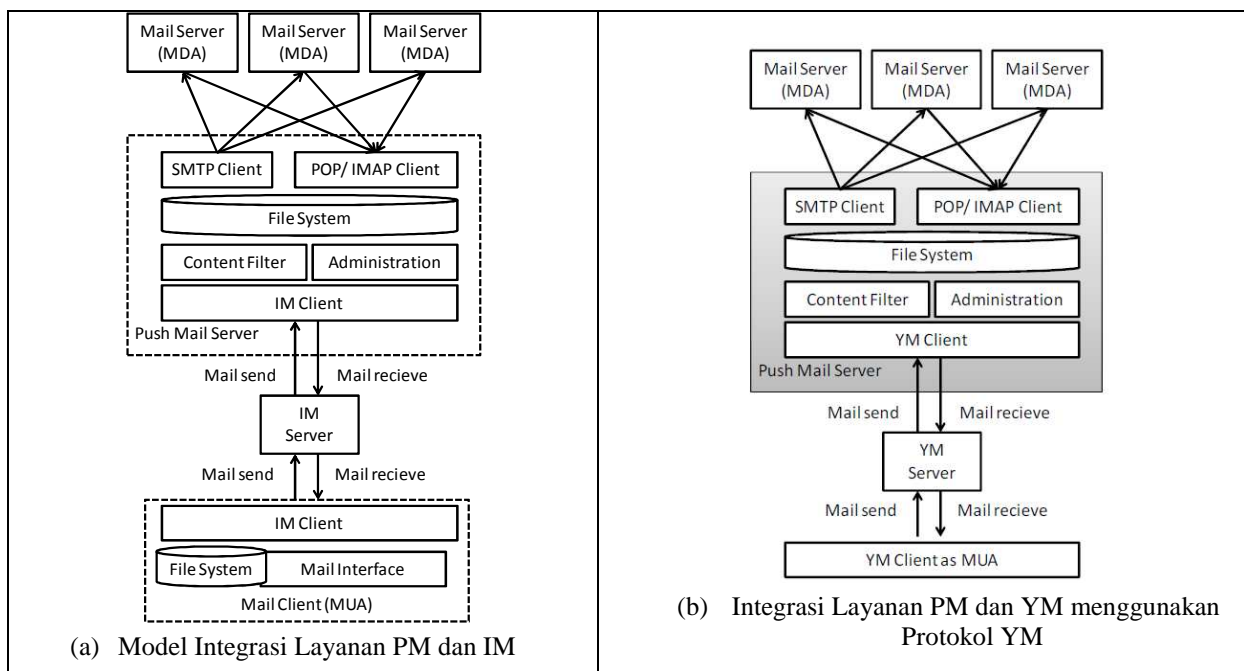 Mail Server
(MDA)
Mail Server
(MDA)
Mail Server
(MDA)
SMTP Client
POP/ IMAP Client
File System
Content Filter
Administration
IM Client
Push Mail Server
Mail send
Mail recieve
IM
Server
Mail send
Mail recieve
IM Client
File System
Mail Interface
Mail Client (MUA)
(a) Model Integrasi Layanan PM dan IM
Mail Server
(MDA)
Mail Server
(MDA)
Mail Server
(MDA)
SMTP Client
POP/ IMAP Client
File System
Content Filter
Administration
YM Client
Push Mail Server
Mail send
Mail recieve
YM
Server
Mail send
Mail recieve
YM Client as MUA
(b) Integrasi Layanan PM dan YM menggunakan
Protokol YM